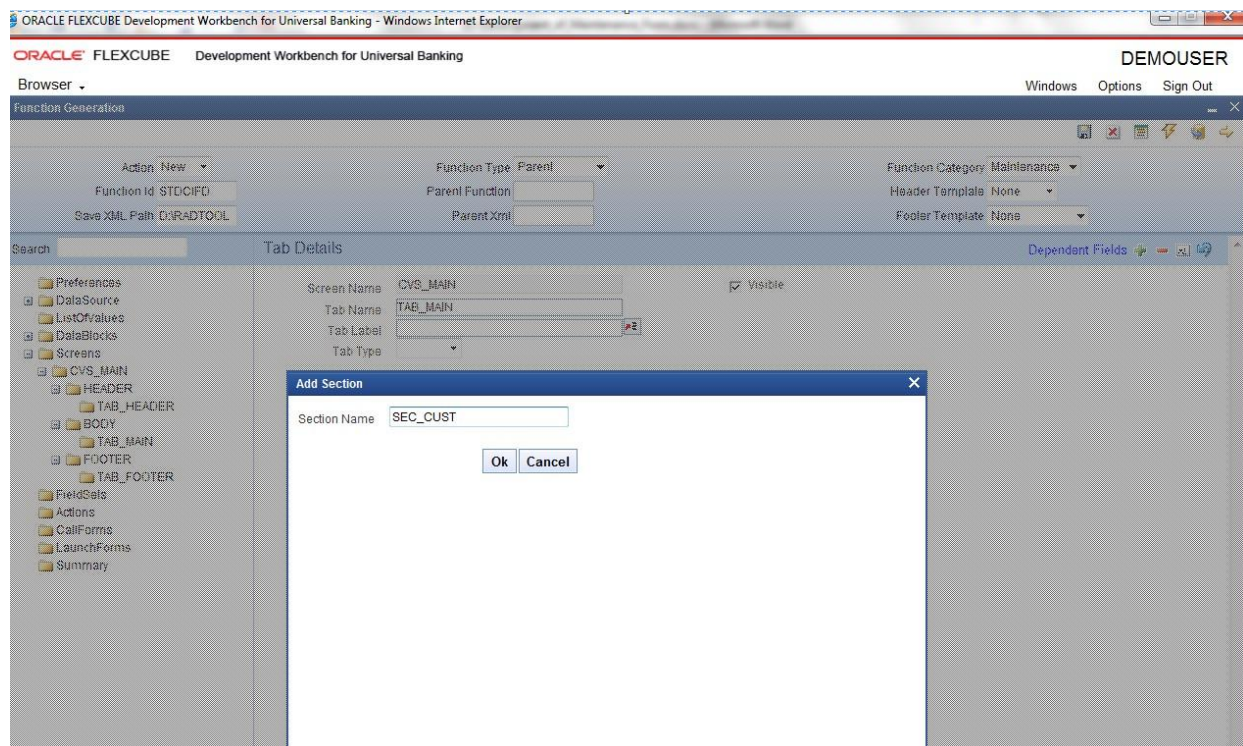 ORACLE FLEXCUBE Development Workbench for Universal Banking - Windows Internet Explorer
ORACLE FLEXCUBE Development Workbench for Universal Banking DEMOUSER
Browser Windows Options Sign Out
Function Generation
Action New Function Type Parent Function Category Maintenance
Function Id STDCIFD Parent Function Header Template None
Save XML Path D:\RADTOOL Parent Xml Footer Template None
Search Tab Details Dependent Fields
Preferences
DataSource
ListOfValues
DataBlocks
Screens
CVS_MAIN
HEADER
TAB_HEADER
BODY
TAB_MAIN
FOOTER
TAB_FOOTER
FieldSets
Actions
CallForms
LaunchForms
Summary
Screen Name CVS_MAIN Visible
Tab Name TAB_MAIN
Tab Label
Tab Type
Add Section
Section Name SEC_CUST
Ok Cancel